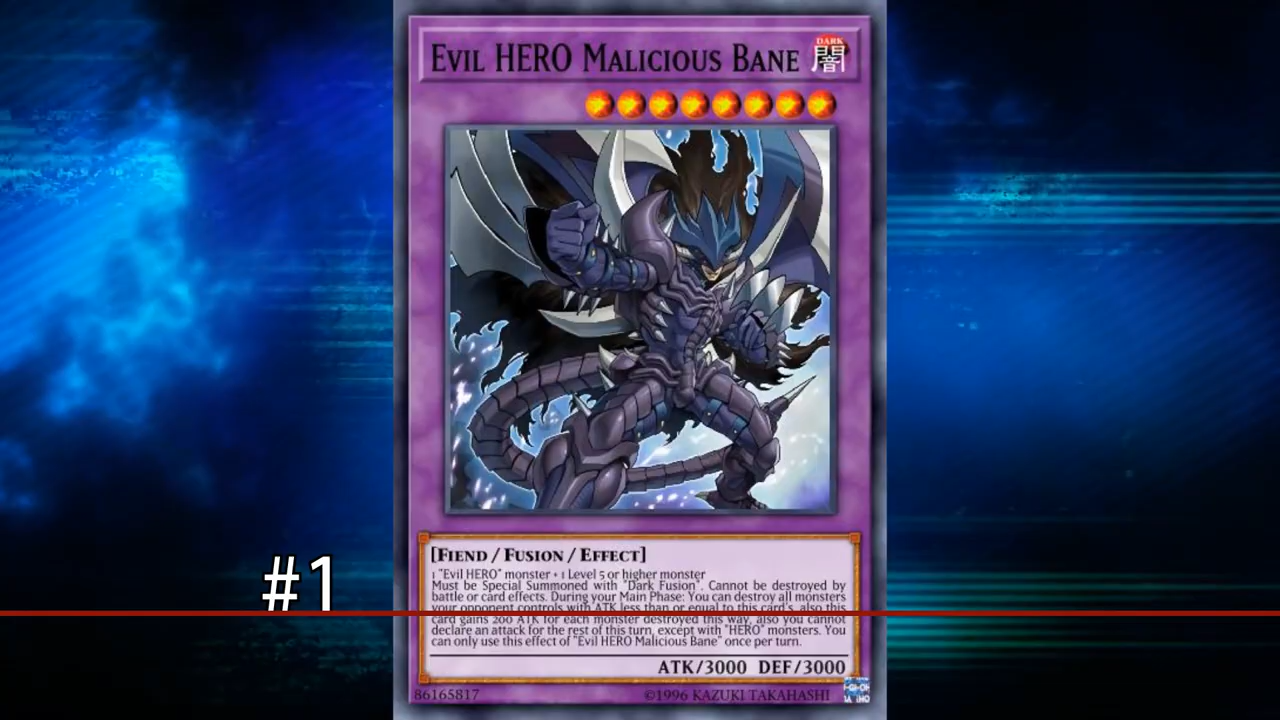 EVIL HERO MALICIOUS BANE
DARK
闇
[FIEND / FUSION / EFFECT]
1 "Evil HERO" monster + 1 Level 5 or higher monster
Must be Special Summoned with "Dark Fusion". Cannot be destroyed by
battle or card effects. During your Main Phase: You can destroy all monsters
your opponent controls with ATK less than or equal to this card's, also this
card gains 200 ATK for each monster destroyed this way, also you cannot
declare an attack for the rest of this turn, except with "HERO" monsters. You
can only use this effect of "Evil HERO Malicious Bane" once per turn.
ATK/3000 DEF/3000
86165817
©1996 KAZUKI TAKAHASHI
#1